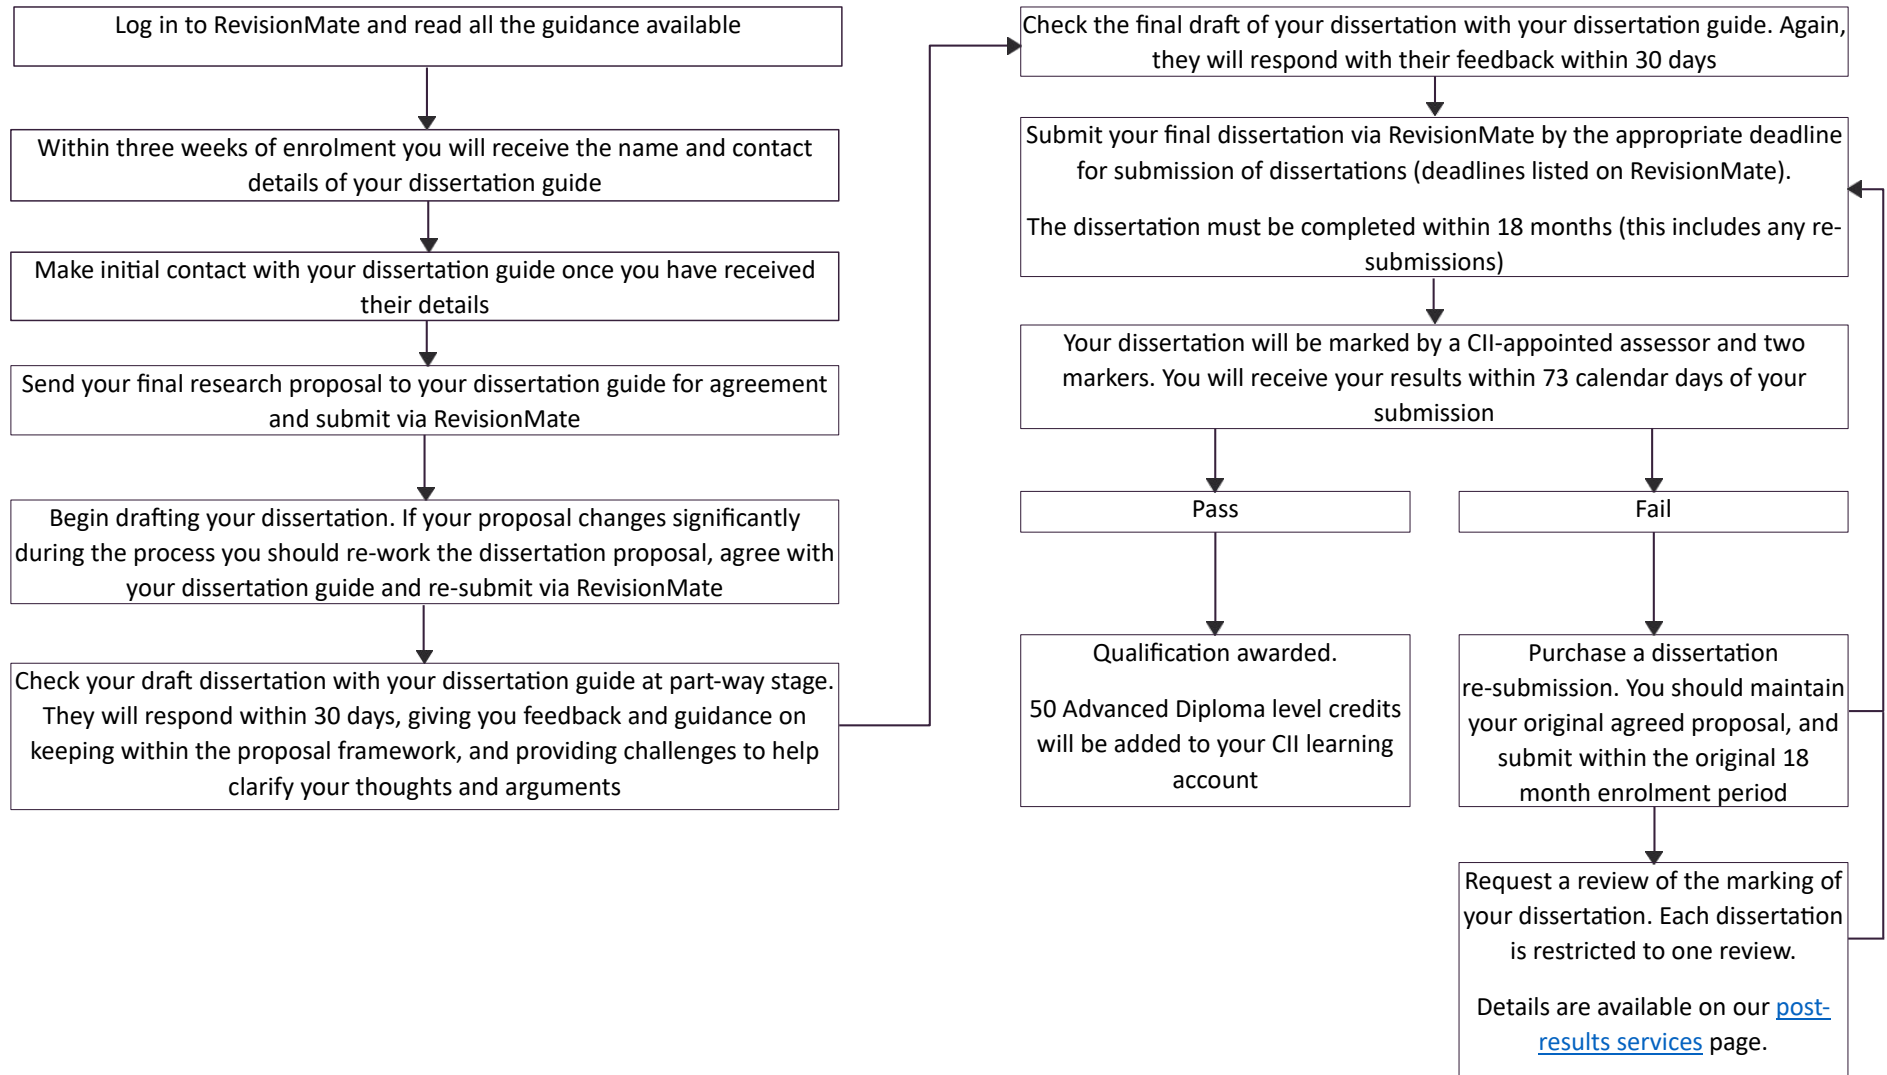 Log in to RevisionMate and read all the guidance available
Within three weeks of enrolment you will receive the name and contact
details of your dissertation guide
Make initial contact with your dissertation guide once you have received
their details
Send your final research proposal to your dissertation guide for agreement
and submit via RevisionMate
Begin drafting your dissertation. If your proposal changes significantly
during the process you should re-work the dissertation proposal, agree with
your dissertation guide and re-submit via RevisionMate
Check your draft dissertation with your dissertation guide at part-way stage.
They will respond within 30 days, giving you feedback and guidance on
keeping within the proposal framework, and providing challenges to help
clarify your thoughts and arguments
Check the final draft of your dissertation with your dissertation guide. Again,
they will respond with their feedback within 30 days
Submit your final dissertation via RevisionMate by the appropriate deadline
for submission of dissertations (deadlines listed on RevisionMate).
The dissertation must be completed within 18 months (this includes any re-
submissions)
Your dissertation will be marked by a CII-appointed assessor and two
markers. You will receive your results within 73 calendar days of your
submission
Pass
Qualification awarded.
50 Advanced Diploma level credits
will be added to your CII learning
account
Fail
Purchase a dissertation
re-submission. You should maintain
your original agreed proposal, and
submit within the original 18
month enrolment period
Request a review of the marking of
your dissertation. Each dissertation
is restricted to one review.
Details are available on our post-
results services page.